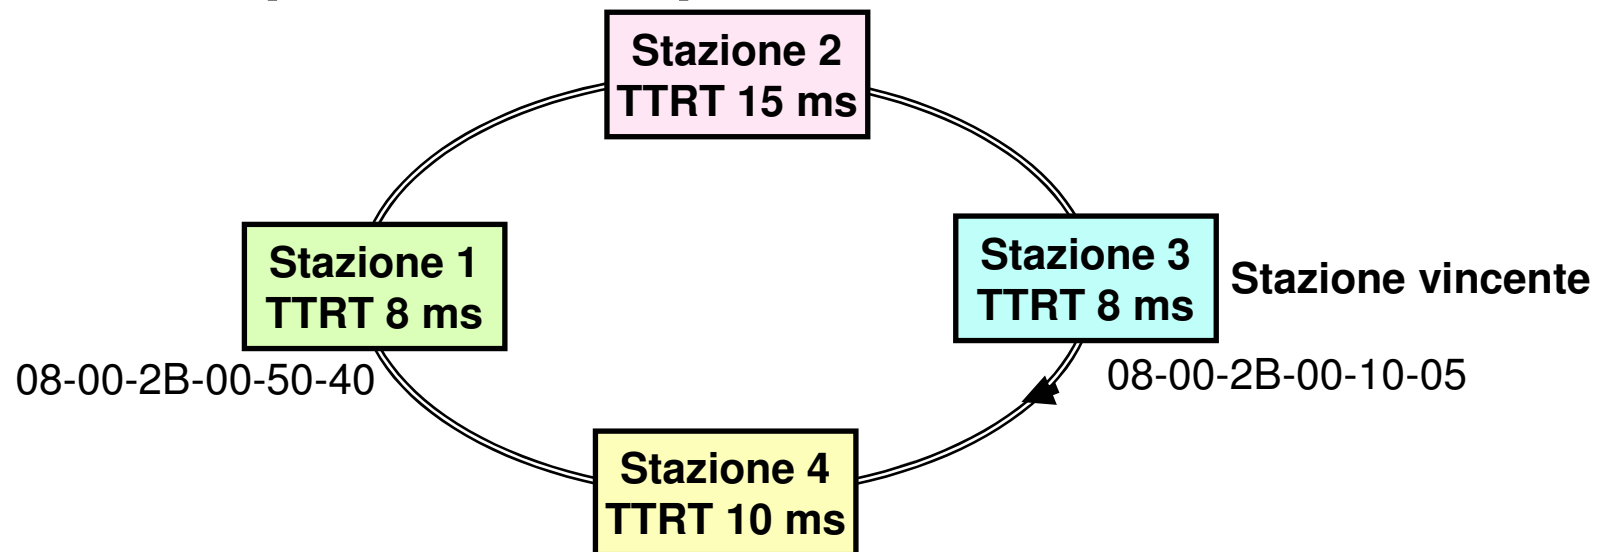 Stazione 2
TTRT 15 ms
Stazione 1
TTRT 8 ms
Stazione 3
TTRT 8 ms
Stazione vincente
08-00-2B-00-50-40
08-00-2B-00-10-05
Stazione 4
TTRT 10 ms